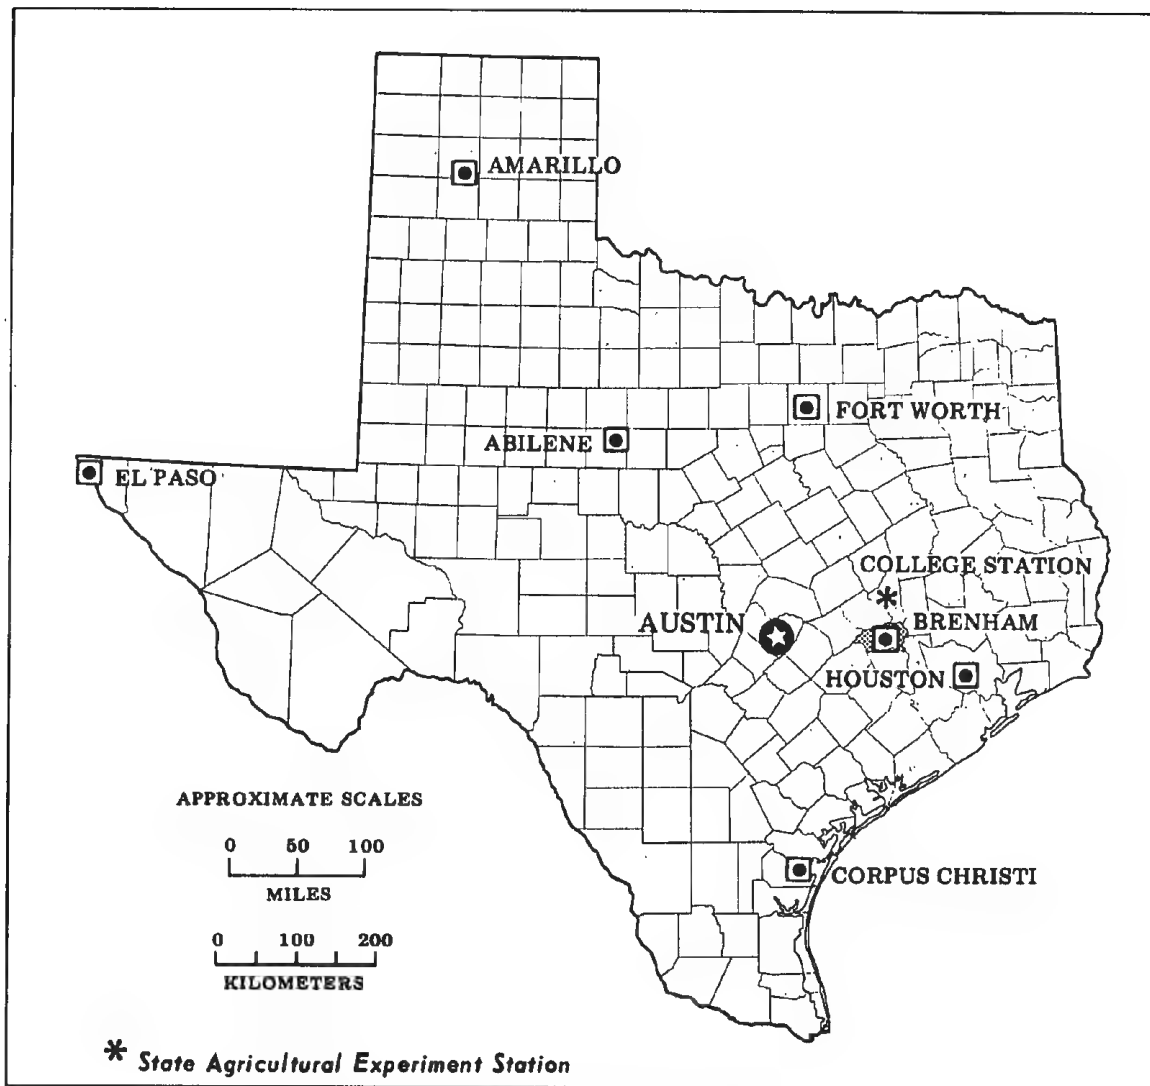 AMARILLO
FORT WORTH
ABILENE
EL PASO
COLLEGE STATION
*
AUSTIN
BRENHAM
HOUSTON
APPROXIMATE SCALES
0 50 100
MILES
CORPUS CHRISTI
0 100 200
KILOMETERS
* State Agricultural Experiment Station